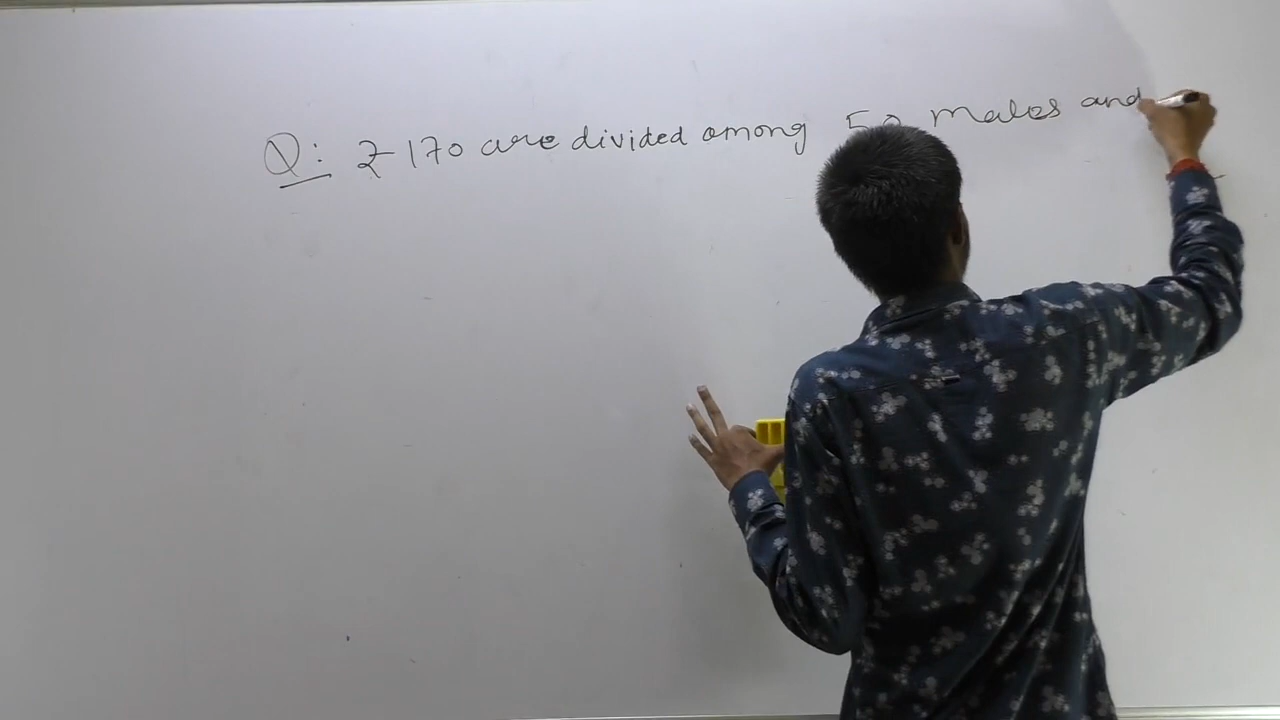 Q: ₹ 170 are divided among 50 males and